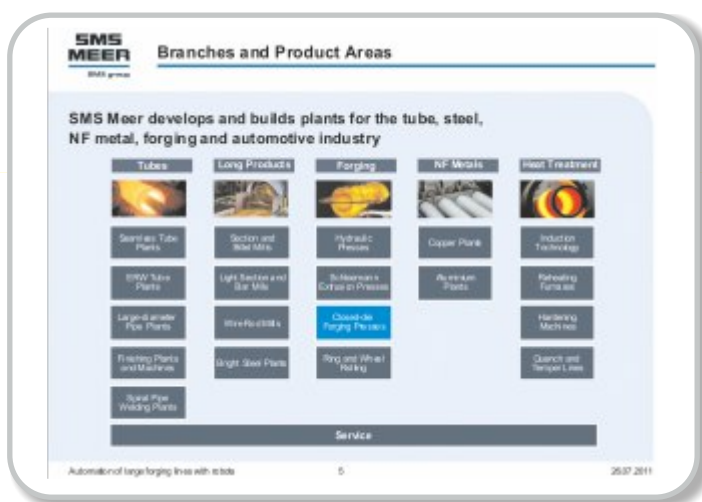 SMS
MEER
SMS group
Branches and Product Areas
SMS Meer develops and builds plants for the tube, steel,
NF metal, forging and automotive industry
Tubes
Long Products
Forging
NF Metals
Heat Treatment
Seamless Tube
Plants
Section and
Billet Mills
Hydraulic
Presses
Copper Plants
Induction
Technology
ERW Tube
Plants
Light Section and
Bar Mills
Schloemann
Extrusion Presses
Aluminium
Plants
Reheating
Furnaces
Large-diameter
Pipe Plants
Wire Rod Mills
Closed-die
Forging Presses
Hardening
Machines
Finishing Plants
and Machines
Bright Steel Plants
Ring and Wheel
Rolling
Quench and
Temper Lines
Spiral Pipe
Welding Plants
Service
Automation of large forging lines with robots
5
26.07.2011